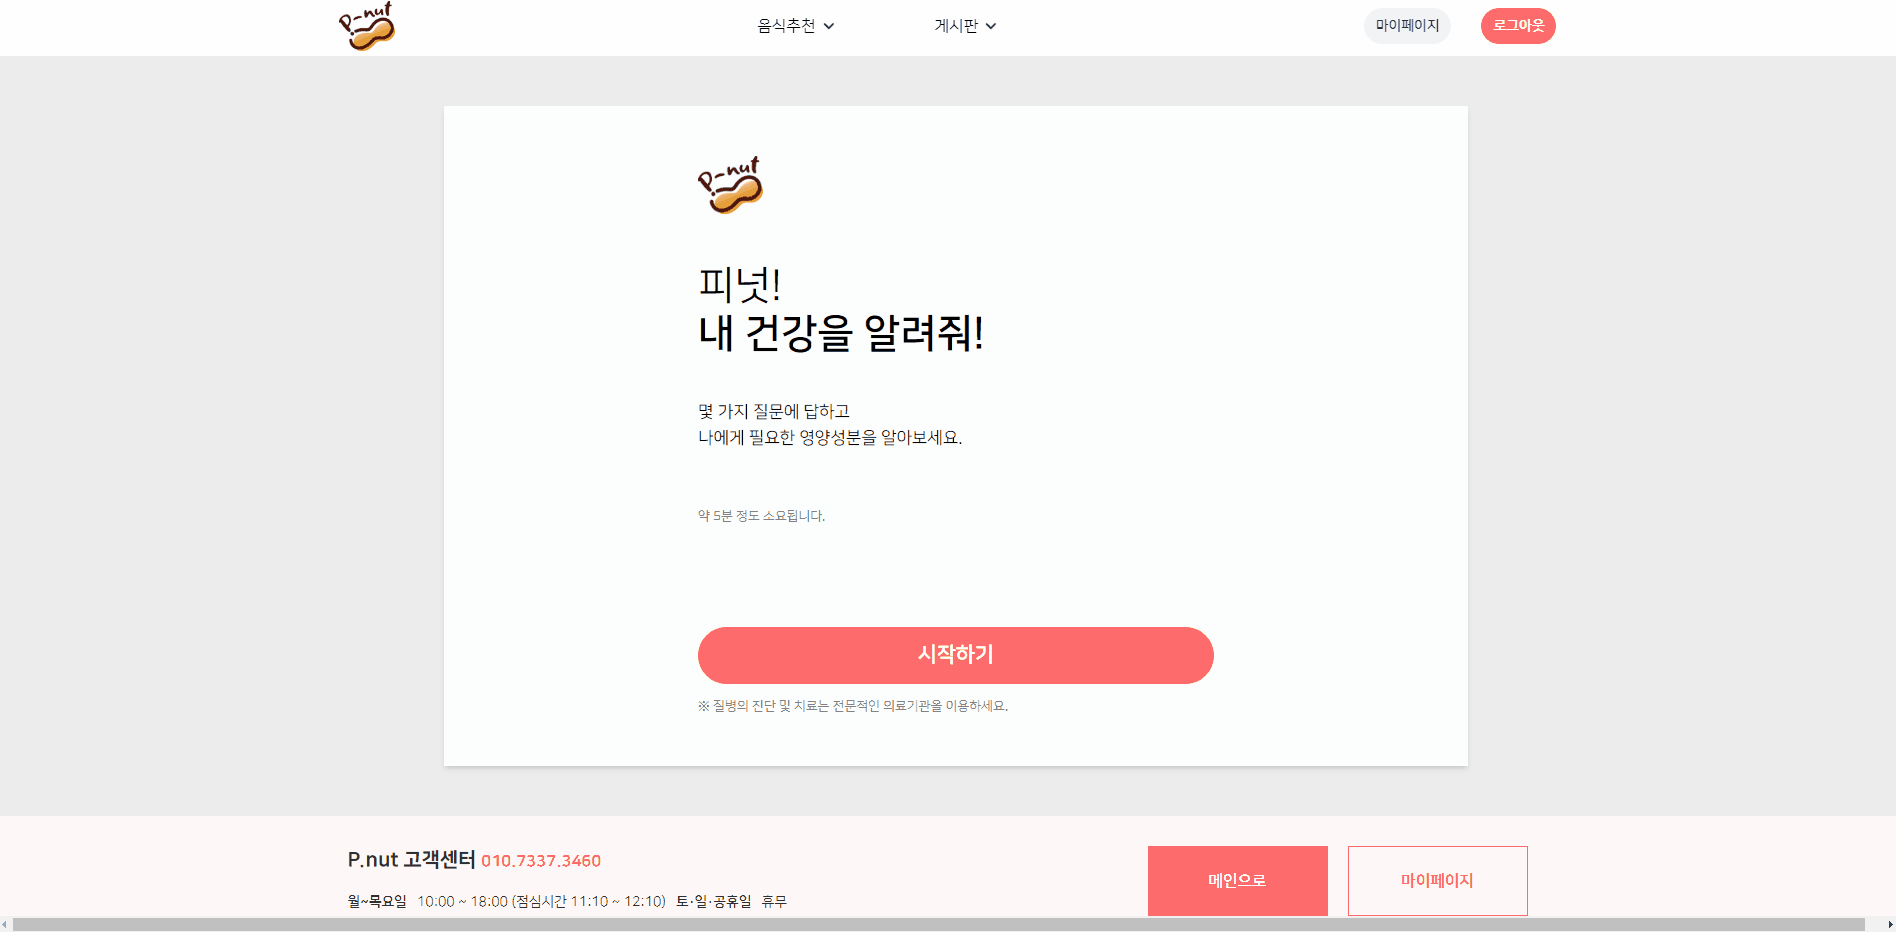 P-nut
음식추천
게시판
마이페이지
로그아웃
P-nut
피넛!
내 건강을 알려줘!
몇 가지 질문에 답하고
나에게 필요한 영양성분을 알아보세요.
약 5분 정도 소요됩니다.
시작하기
※ 질병의 진단 및 치료는 전문적인 의료기관을 이용하세요.
P.nut 고객센터 010.7337.3460
월~목요일 10:00 ~ 18:00 (점심시간 11:10 ~ 12:10) 토·일·공휴일 휴무
메인으로
마이페이지